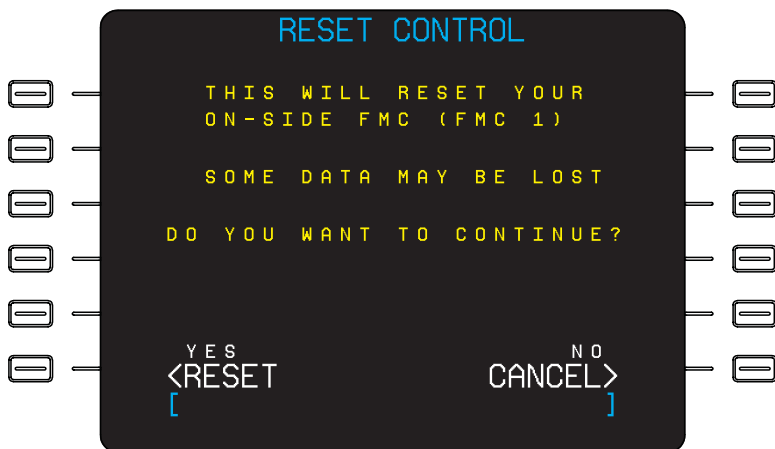 RESET CONTROL
THIS WILL RESET YOUR
ON-SIDE FMC (FMC 1)
SOME DATA MAY BE LOST
DO YOU WANT TO CONTINUE?
YES NO
<RESET CANCEL>
[ ]